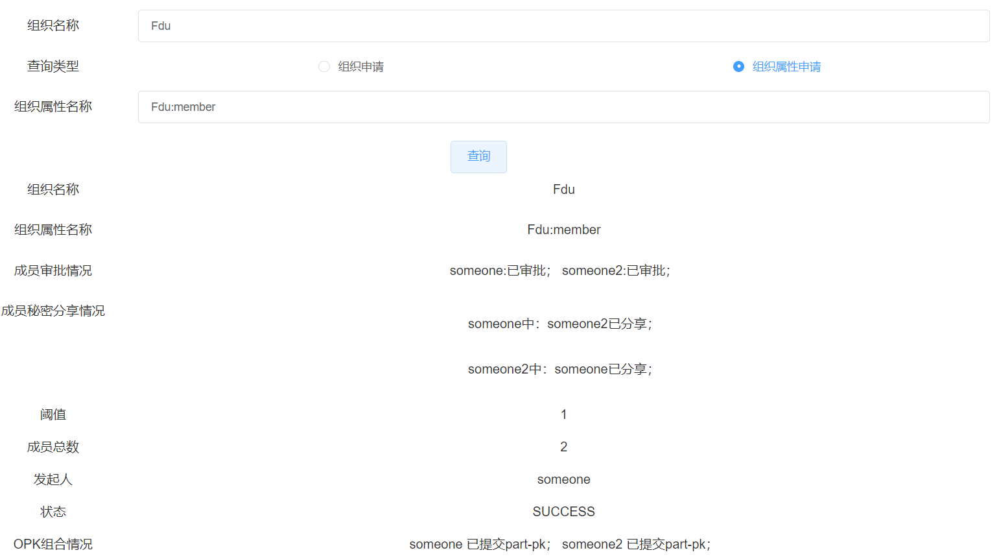 组织名称 Fdu
查询类型 组织申请 组织属性申请
组织属性名称 Fdu:member
查询
组织名称 Fdu
组织属性名称 Fdu:member
成员审批情况 someone:已审批； someone2:已审批；
成员秘密分享情况
someone中：someone2已分享；
someone2中：someone已分享；
阈值 1
成员总数 2
发起人 someone
状态 SUCCESS
OPK组合情况 someone 已提交part-pk； someone2 已提交part-pk；